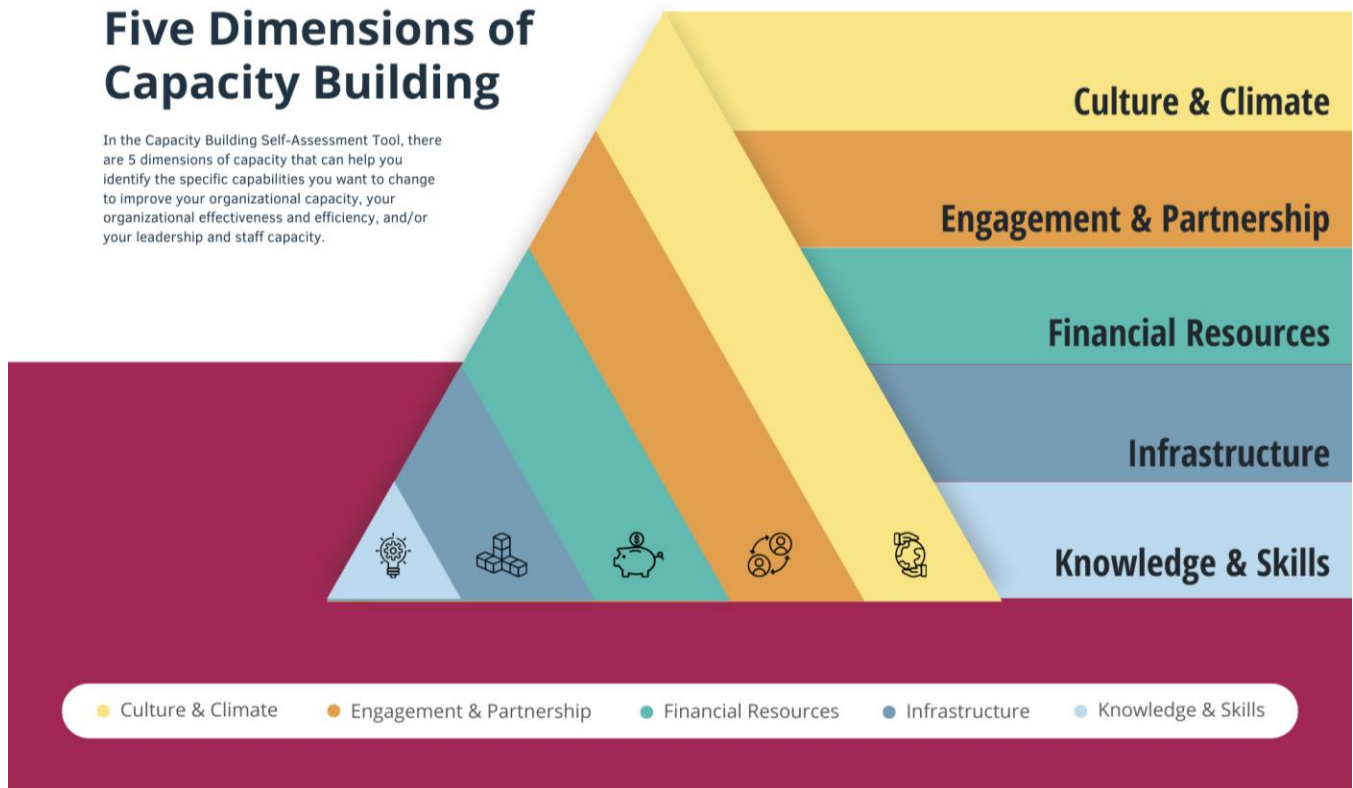 Five Dimensions of
Capacity Building
In the Capacity Building Self-Assessment Tool, there
are 5 dimensions of capacity that can help you
identify the specific capabilities you want to change
to improve your organizational capacity, your
organizational effectiveness and efficiency, and/or
your leadership and staff capacity.
Culture & Climate
Engagement & Partnership
Financial Resources
Infrastructure
Knowledge & Skills
$
Culture & Climate
Engagement & Partnership
Financial Resources
Infrastructure
Knowledge & Skills